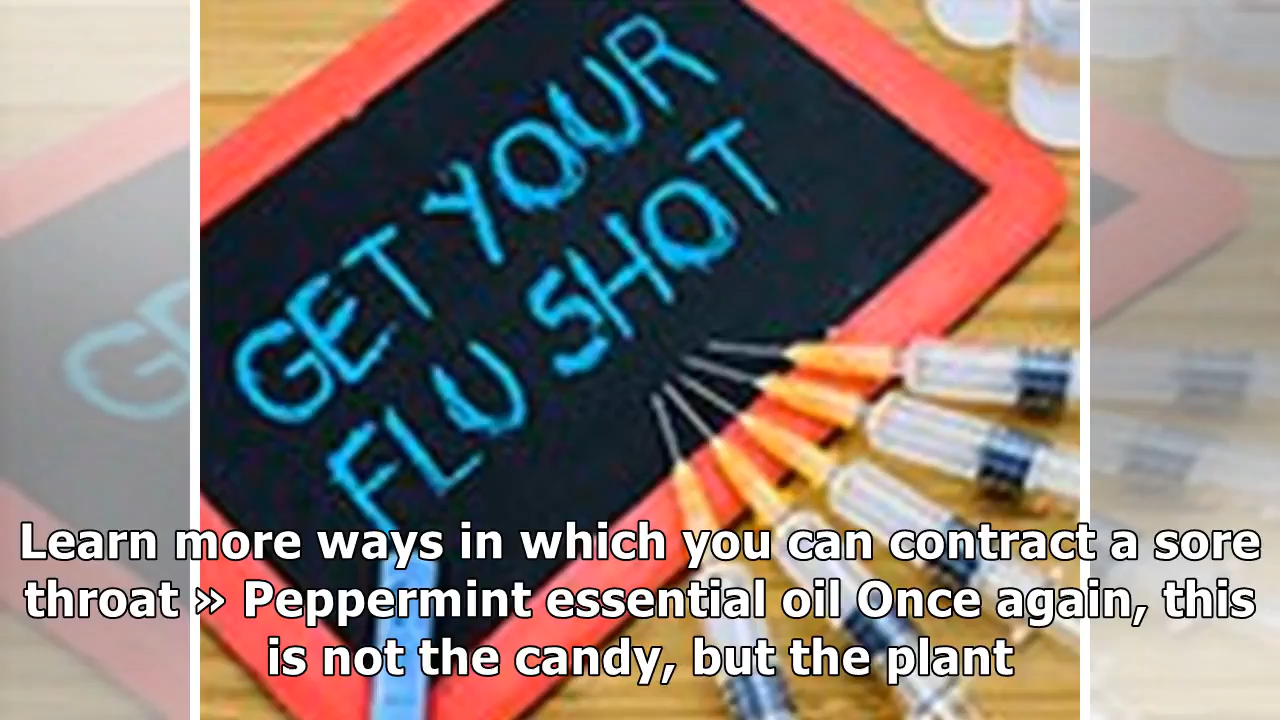 GET YOUR
FLU SHOT
Learn more ways in which you can contract a sore
throat » Peppermint essential oil Once again, this
is not the candy, but the plant